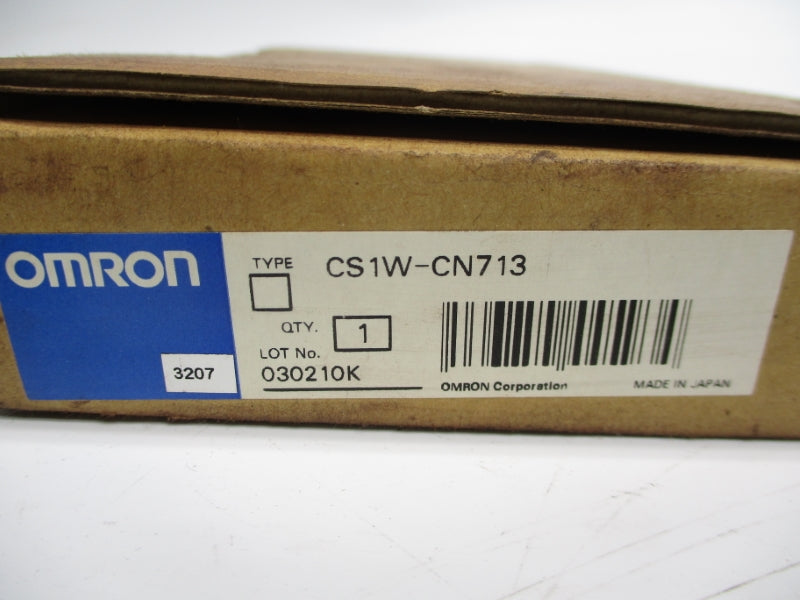 OMRON
3207
TYPE CS1W-CN713
QTY. 1
LOT No.
030210K
OMRON Corporation MADE IN JAPAN